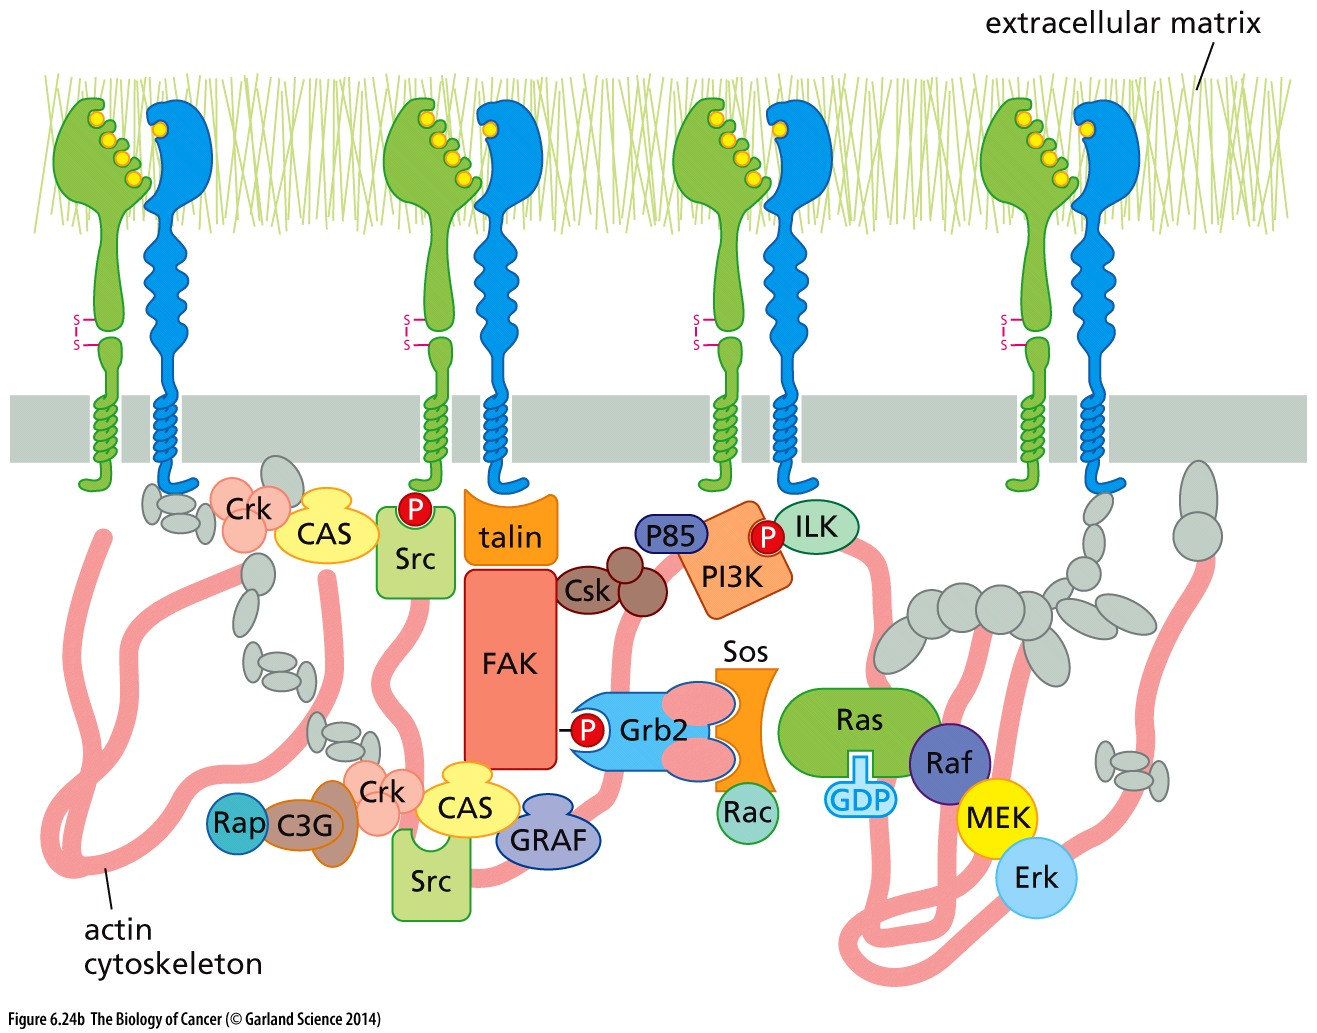 extracellular matrix
S
S
S
S
S
S
S
S
Crk
CAS
P
Src
talin
P85
P
ILK
PI3K
Csk
FAK
Sos
P
Grb2
Ras
Raf
GDP
Rac
MEK
Erk
Crk
CAS
Rap
C3G
GRAF
Src
actin
cytoskeleton
Figure 6.24b The Biology of Cancer (© Garland Science 2014)